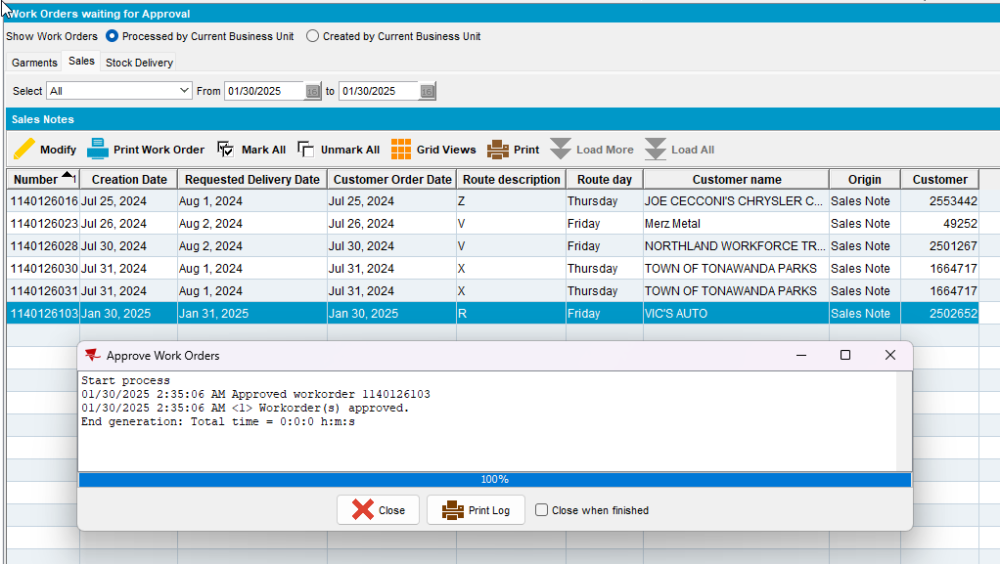 Work Orders waiting for Approval
Show Work Orders Processed by Current Business Unit Created by Current Business Unit
Garments Sales Stock Delivery
Select All From 01/30/2025 16 to 01/30/2025 16
Sales Notes
Modify Print Work Order Mark All Unmark All Grid Views Print Load More Load All
Number 1 Creation Date Requested Delivery Date Customer Order Date Route description Route day Customer name Origin Customer
1140126016 Jul 25, 2024 Aug 1, 2024 Jul 25, 2024 Z Thursday JOE CECCONI'S CHRYSLER C... Sales Note 2553442
1140126023 Jul 26, 2024 Aug 2, 2024 Jul 26, 2024 V Friday Merz Metal Sales Note 49252
1140126028 Jul 30, 2024 Aug 2, 2024 Jul 30, 2024 V Friday NORTHLAND WORKFORCE TR... Sales Note 2501267
1140126030 Jul 31, 2024 Aug 1, 2024 Jul 31, 2024 X Thursday TOWN OF TONAWANDA PARKS Sales Note 1664717
1140126031 Jul 31, 2024 Aug 1, 2024 Jul 31, 2024 X Thursday TOWN OF TONAWANDA PARKS Sales Note 1664717
1140126103 Jan 30, 2025 Jan 31, 2025 Jan 30, 2025 R Friday VIC'S AUTO Sales Note 2502652
Approve Work Orders
Start process
01/30/2025 2:35:06 AM Approved workorder 1140126103
01/30/2025 2:35:06 AM <1> Workorder(s) approved.
End generation: Total time = 0:0:0 h:m:s
100%
Close Print Log Close when finished